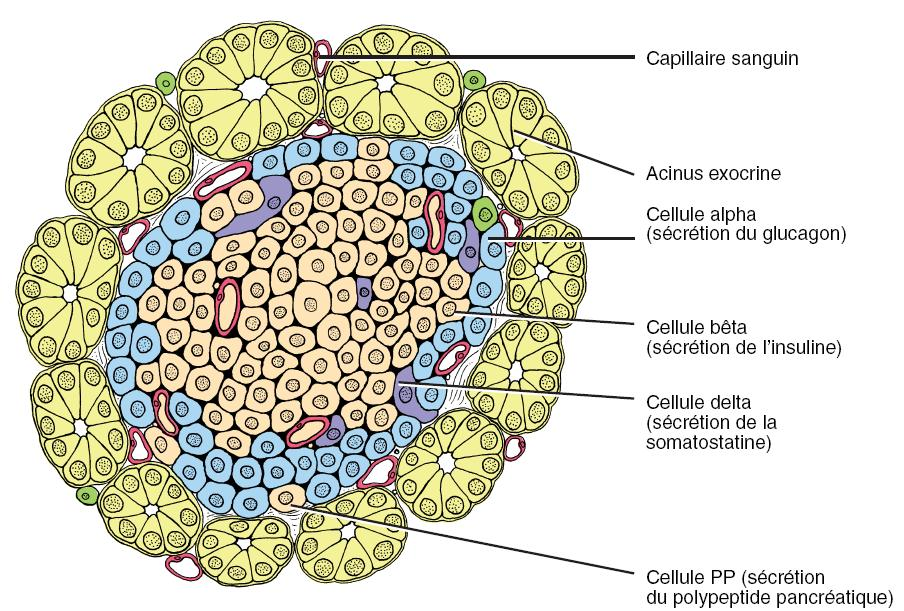 Capillaire sanguin
Acinus exocrine
Cellule alpha
(sécrétion du glucagon)
Cellule bêta
(sécrétion de l’insuline)
Cellule delta
(sécrétion de la
somatostatine)
Cellule PP (sécrétion
du polypeptide pancréatique)